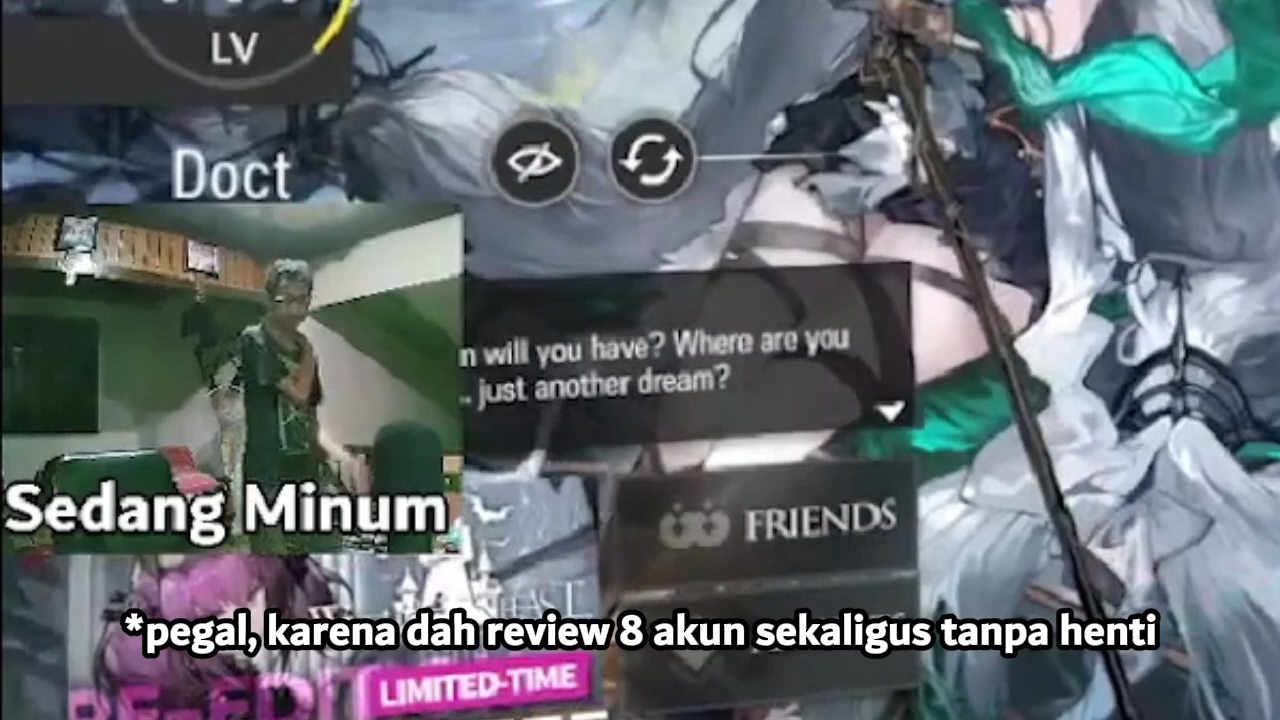 LV
Doct
n will you have? Where are you
.. just another dream?
Sedang Minum
FRIENDS
*pegal, karena dah review 8 akun sekaligus tanpa henti
LIMITED-TIME